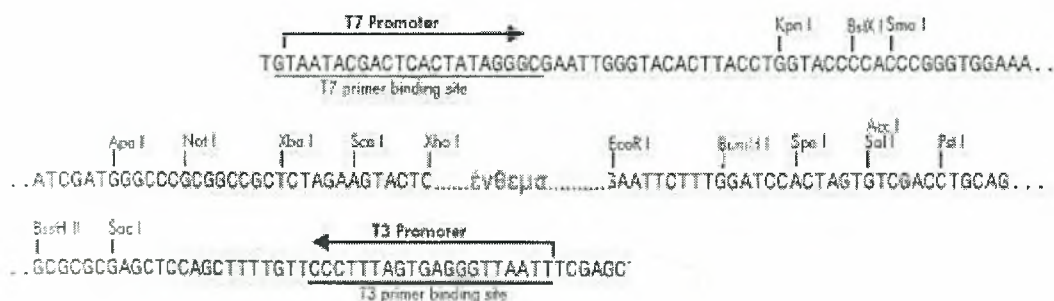 T7 Promoter
Kpn I BstX I Sma I
TGTAATACGACTCACTATAGGGCGAATTGGGTACACTTACCTGGTACCCCACCCGGGTGGAAA...
T7 primer binding site
Apa I Not I Xba I Sca I Xho I EcoR I BamH I Spe I Acc I Sal I Pst I
...ATCGATGGGCCCGCGGCCGCTCTAGAAGTACTC......ένθεμα..........GAATTCTTTGGATCCACTAGTGTCGACCTGCAG...
BssH II Sac I
...GCGCGCGAGCTCCAGCTTTTGTTCCCTTTAGTGAGGGTTAATTTCGAGC
T3 Promoter
T3 primer binding site